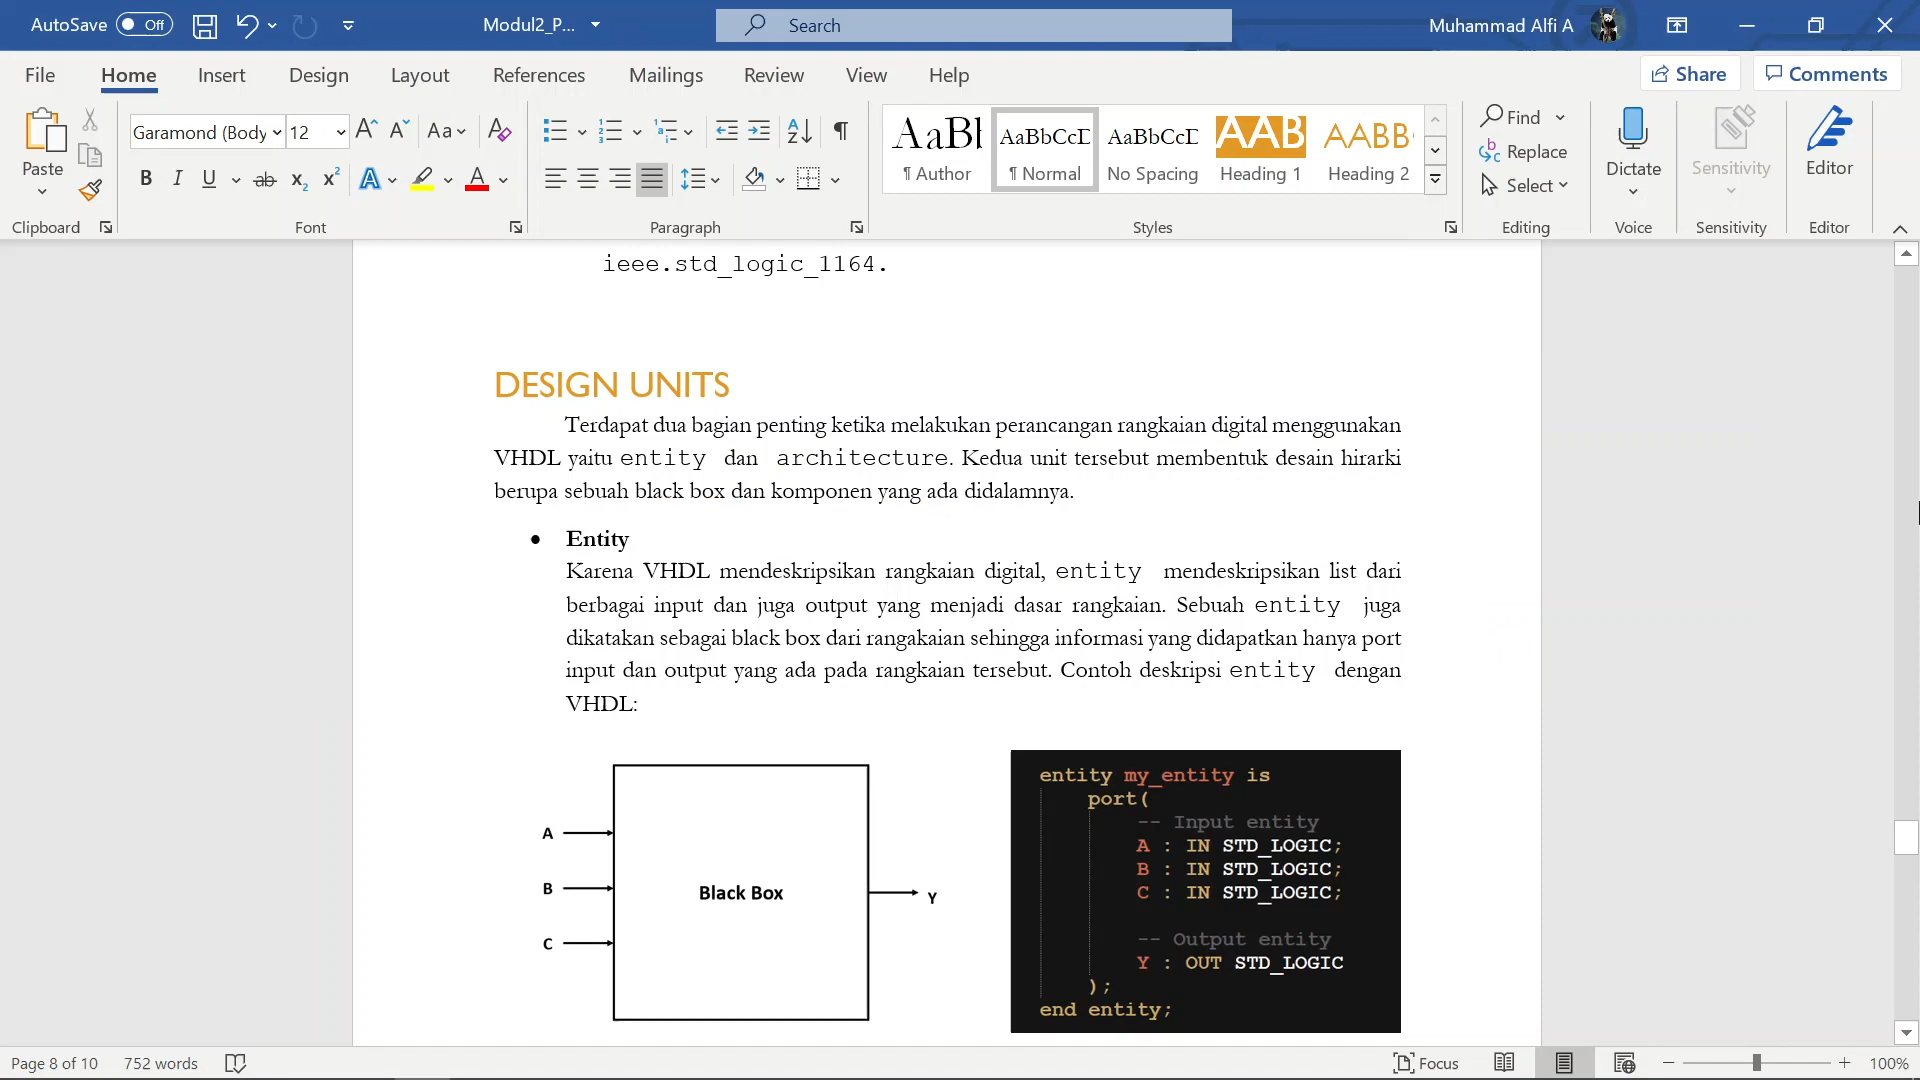 AutoSave Off Modul2_P... Search Muhammad Alfi A
File Home Insert Design Layout References Mailings Review View Help Share Comments
Paste Garamond (Body 12 Aa
AaBl AaBbCcD AaBbCcD AAB AABB
¶ Author ¶ Normal No Spacing Heading 1 Heading 2
Find Replace Select Dictate Sensitivity Editor
Clipboard Font Paragraph Styles Editing Voice Sensitivity Editor
ieee.std_logic_1164.
DESIGN UNITS
Terdapat dua bagian penting ketika melakukan perancangan rangkaian digital menggunakan
VHDL yaitu entity dan architecture. Kedua unit tersebut membentuk desain hirarki
berupa sebuah black box dan komponen yang ada didalamnya.
• Entity
Karena VHDL mendeskripsikan rangkaian digital, entity mendeskripsikan list dari
berbagai input dan juga output yang menjadi dasar rangkaian. Sebuah entity juga
dikatakan sebagai black box dari rangakaian sehingga informasi yang didapatkan hanya port
input dan output yang ada pada rangkaian tersebut. Contoh deskripsi entity dengan
VHDL:
A
B
C
Black Box
Y
entity my_entity is
port(
-- Input entity
A : IN STD_LOGIC;
B : IN STD_LOGIC;
C : IN STD_LOGIC;
-- Output entity
Y : OUT STD_LOGIC
);
end entity;
Page 8 of 10 752 words Focus 100%